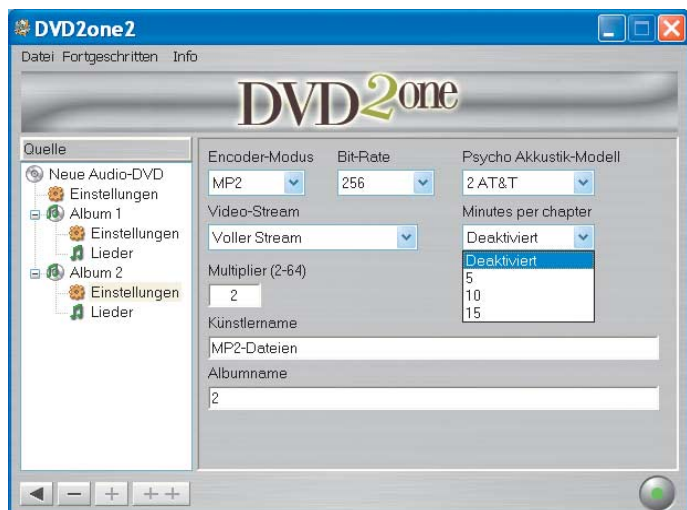 DVD2one2
Datei Fortgeschritten Info
DVD2one
Quelle
Neue Audio-DVD
Einstellungen
Album 1
Einstellungen
Lieder
Album 2
Einstellungen
Lieder
Encoder-Modus Bit-Rate Psycho Akkustik-Modell
MP2 256 2 AT&T
Video-Stream Minutes per chapter
Voller Stream Deaktiviert
Deaktiviert
5
10
15
Multiplier (2-64)
2
Künstlername
MP2-Dateien
Albumname
2